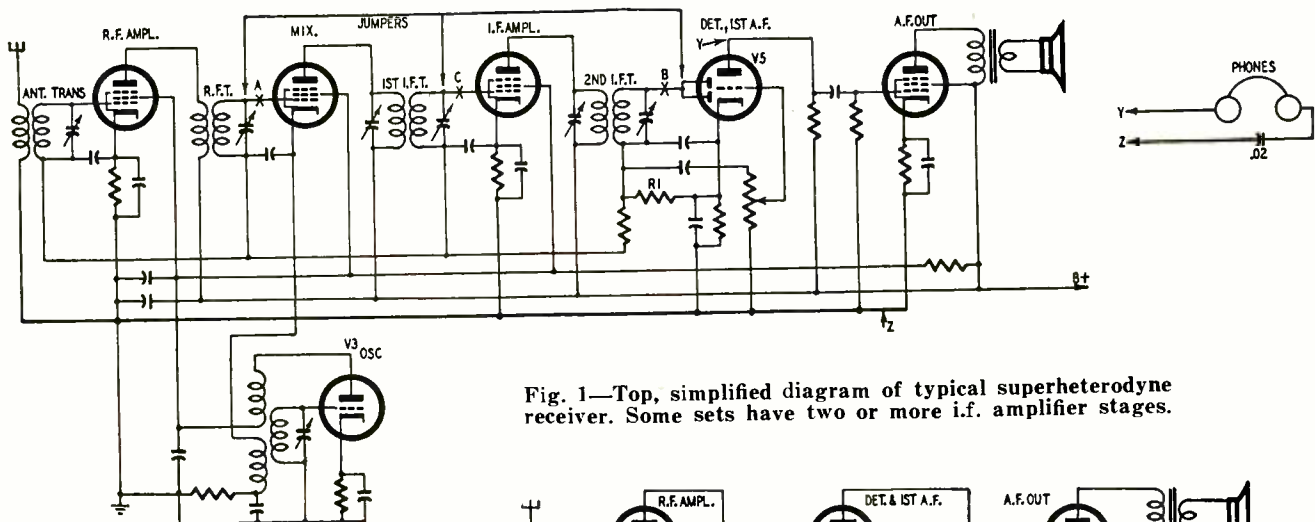 JUMPERS
R.F. AMPL.
MIX.
I.F. AMPL.
DET., 1ST A.F.
A.F. OUT
Y
V5
ANT. TRANS
R.F.T.
A
1ST I.F.T.
C
2ND I.F.T.
B
PHONES
Y
Z
.02
R1
B+
Z
V3 OSC
Fig. 1—Top, simplified diagram of typical superheterodyne
receiver. Some sets have two or more i.f. amplifier stages.
R.F. AMPL.
DET. & IST A.F.
A.F. OUT